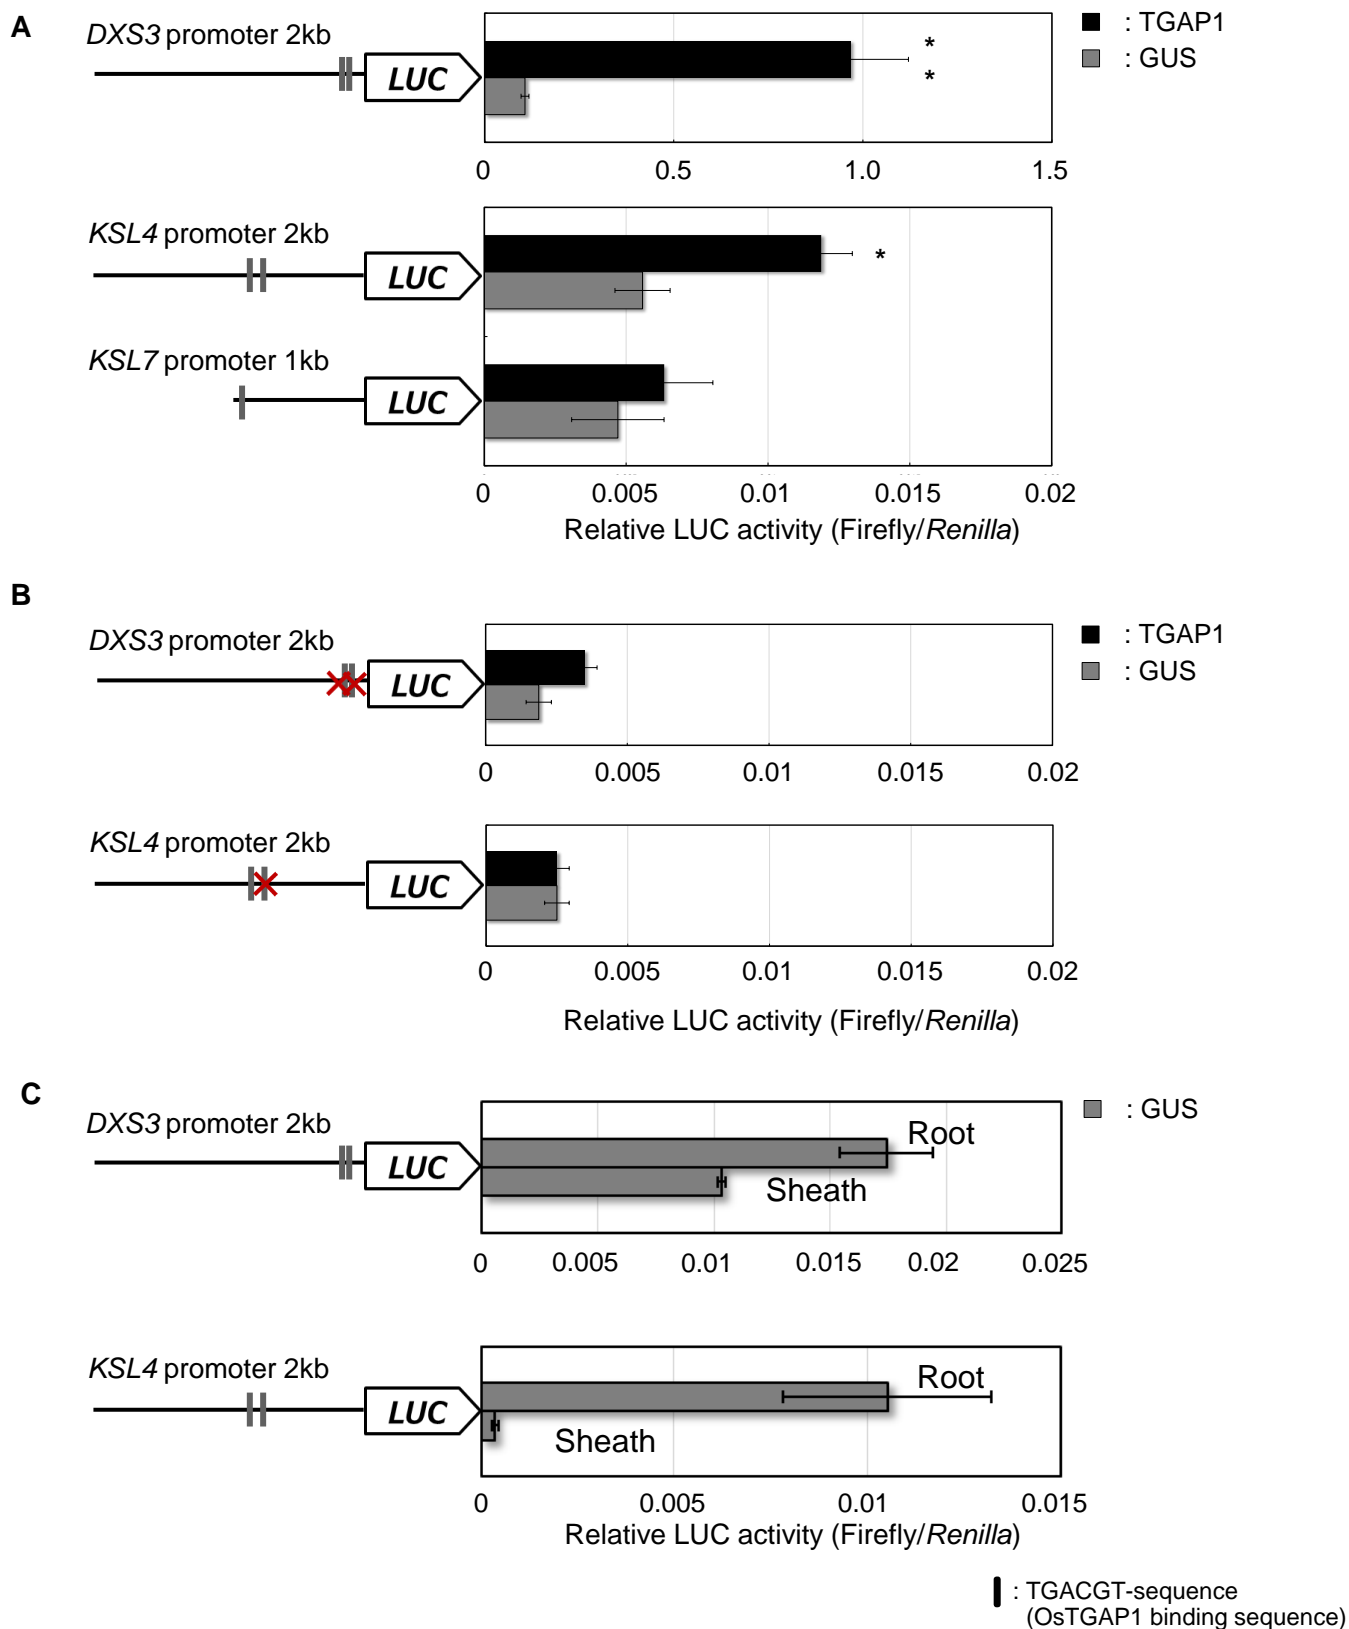 A
DXS3 promoter 2kb
LUC
*
*
: TGAP1
: GUS
0 0.5 1.0 1.5
KSL4 promoter 2kb
LUC
*
KSL7 promoter 1kb
LUC
0 0.005 0.01 0.015 0.02
Relative LUC activity (Firefly/Renilla)
B
DXS3 promoter 2kb
LUC
: TGAP1
: GUS
0 0.005 0.01 0.015 0.02
KSL4 promoter 2kb
LUC
0 0.005 0.01 0.015 0.02
Relative LUC activity (Firefly/Renilla)
C
DXS3 promoter 2kb
LUC
Root
Sheath
: GUS
0 0.005 0.01 0.015 0.02 0.025
KSL4 promoter 2kb
LUC
Root
Sheath
0 0.005 0.01 0.015
Relative LUC activity (Firefly/Renilla)
: TGACGT-sequence
(OsTGAP1 binding sequence)